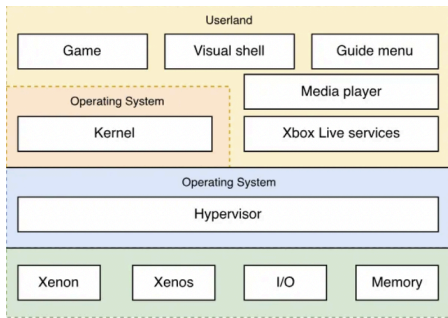 Userland
Game
Visual shell
Guide menu
Media player
Operating System
Kernel
Xbox Live services
Operating System
Hypervisor
Xenon
Xenos
I/O
Memory